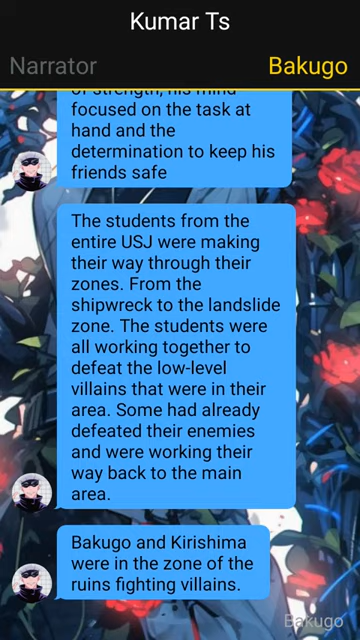 Kumar Ts
Narrator
Bakugo
of strength, his mind
focused on the task at
hand and the
determination to keep his
friends safe
The students from the
entire USJ were making
their way through their
zones. From the
shipwreck to the landslide
zone. The students were
all working together to
defeat the low-level
villains that were in their
area. Some had already
defeated their enemies
and were working their
way back to the main
area.
Bakugo and Kirishima
were in the zone of the
ruins fighting villains.
Bakugo